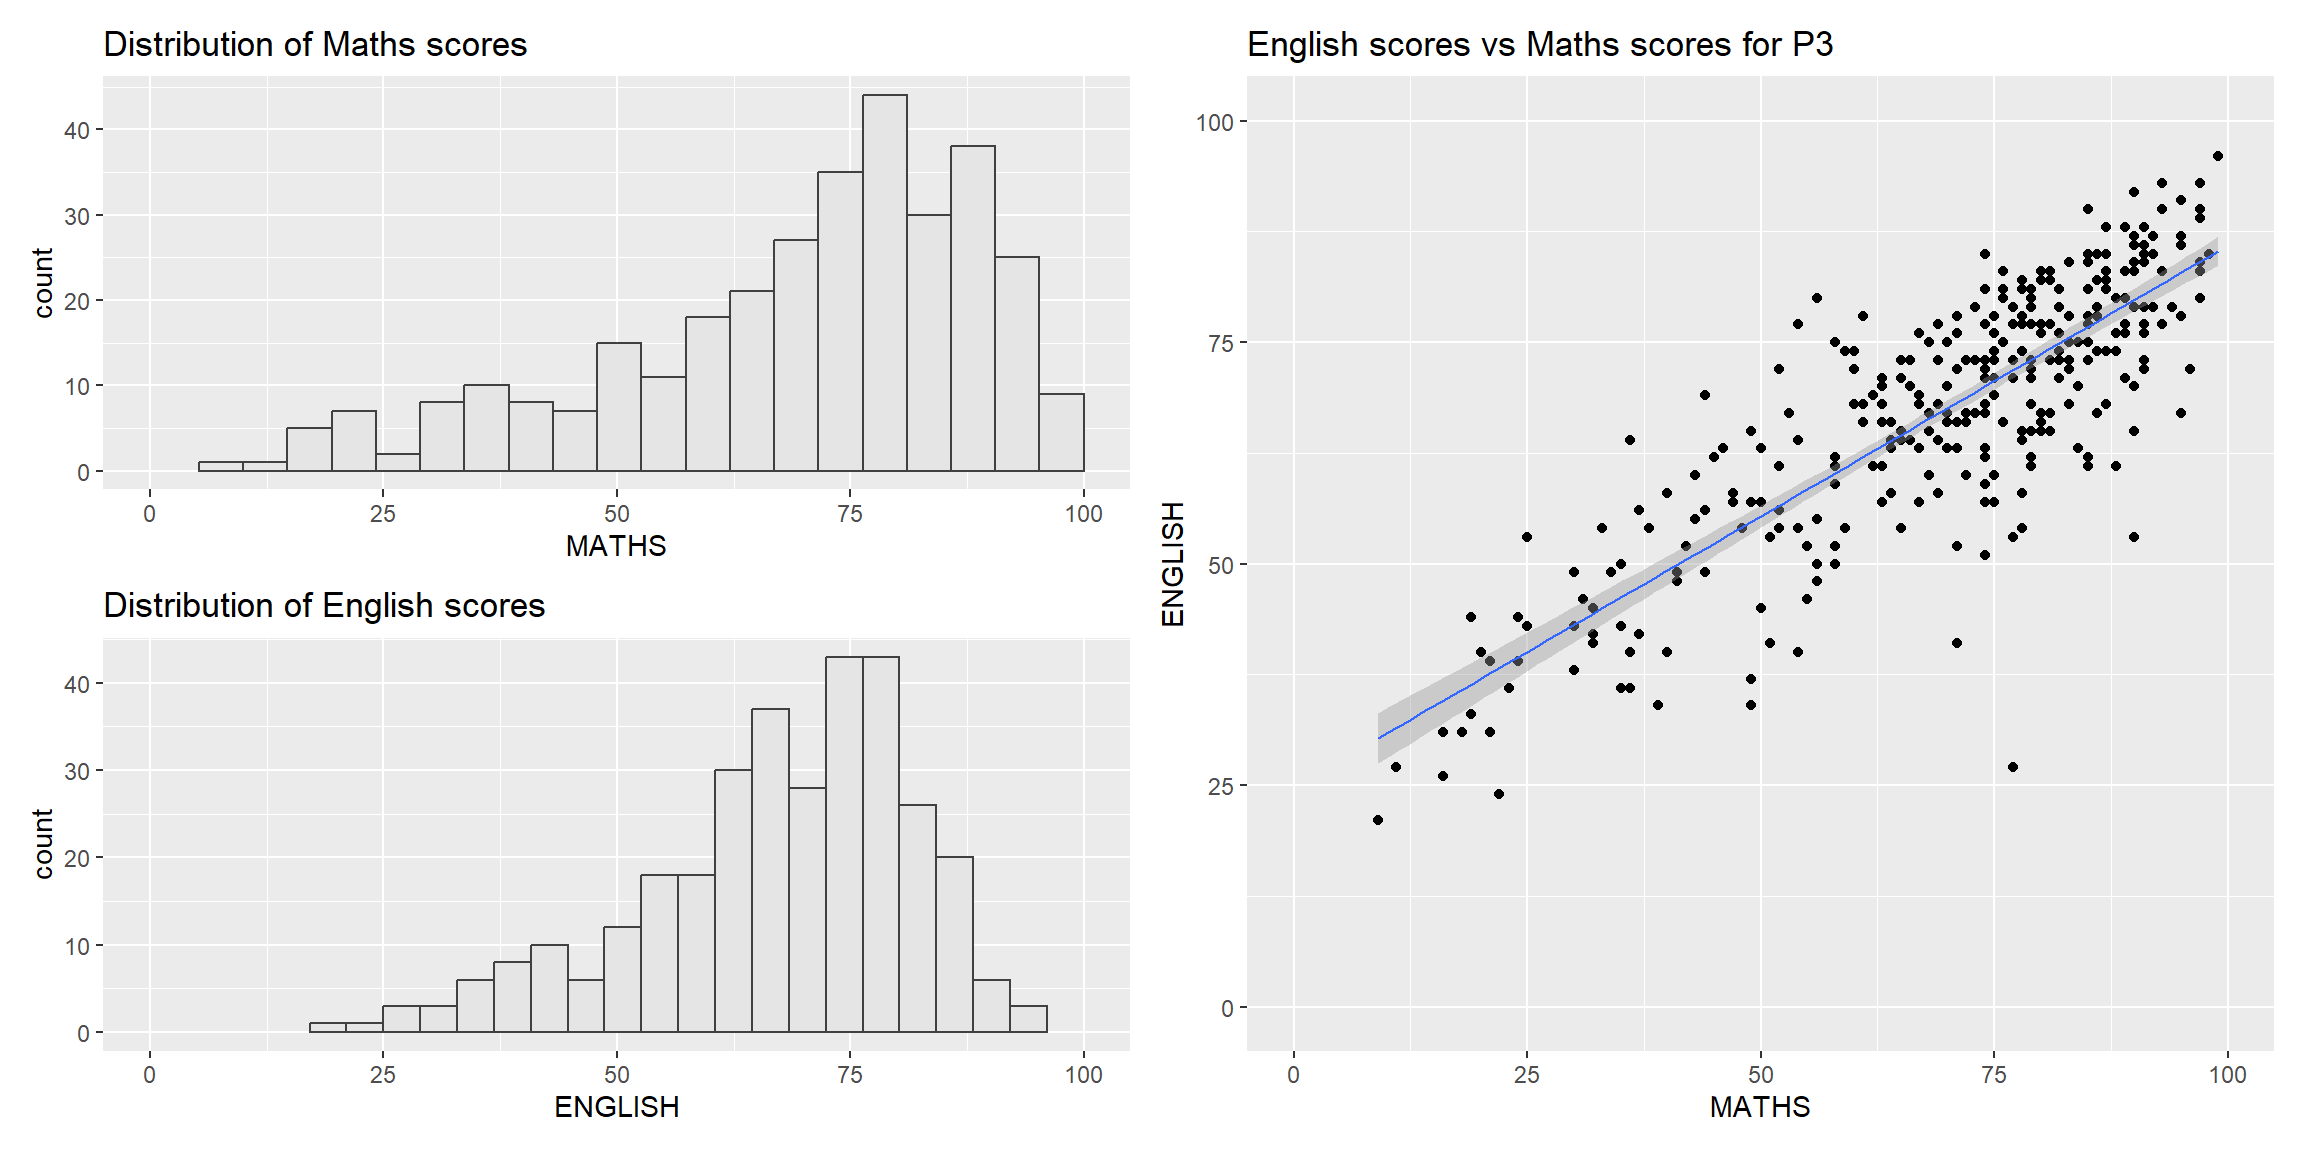 Distribution of Maths scores
40
30
20
10
0
count
0 25 50 75 100
MATHS
Distribution of English scores
40
30
20
10
0
count
0 25 50 75 100
ENGLISH
English scores vs Maths scores for P3
100
75
50
25
0
ENGLISH
0 25 50 75 100
MATHS